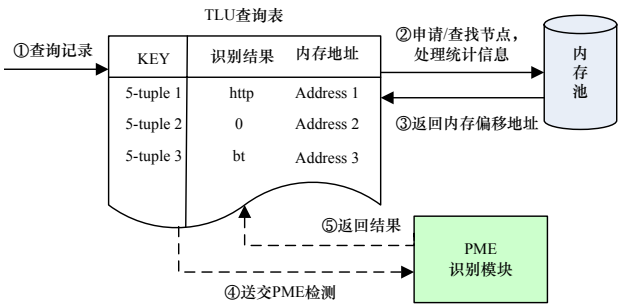 TLU查询表
①查询记录
KEY 识别结果 内存地址
5-tuple 1 http Address 1
5-tuple 2 0 Address 2
5-tuple 3 bt Address 3
②申请/查找节点，
处理统计信息
内
存
池
③返回内存偏移地址
⑤返回结果
PME
识别模块
④送交PME检测